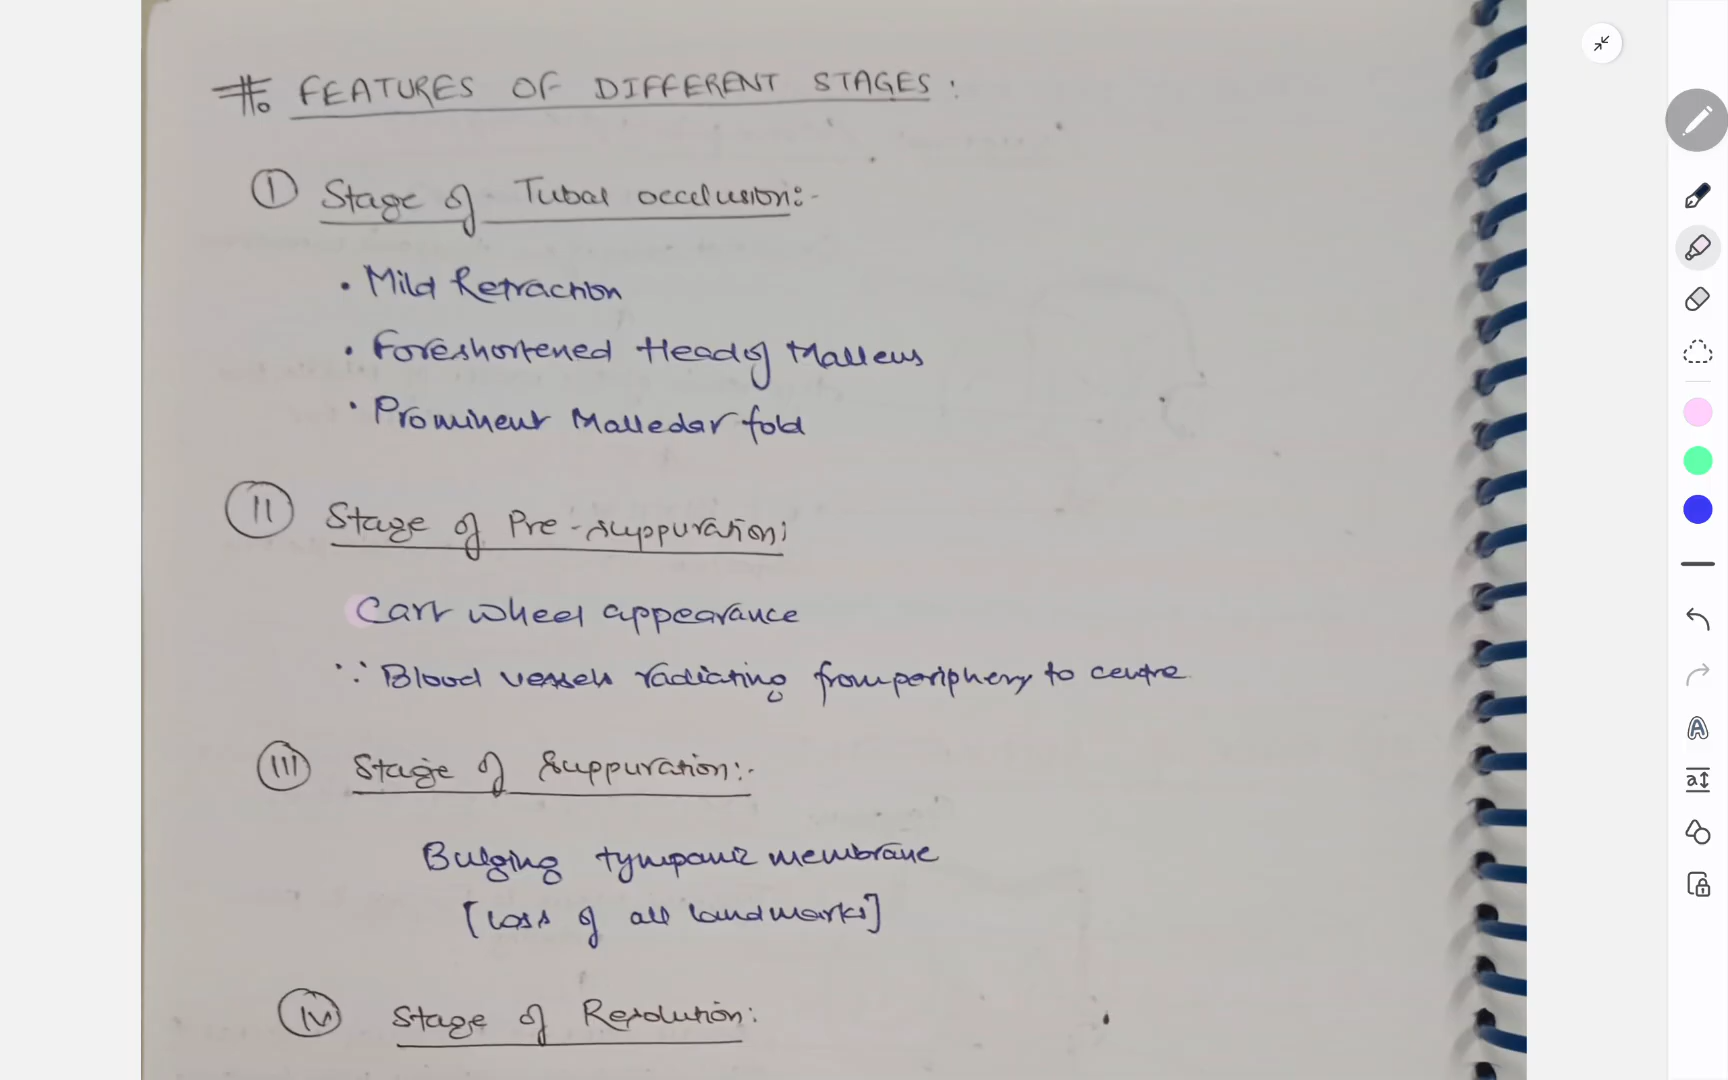 #. FEATURES OF DIFFERENT STAGES :
I Stage of Tubal occulusion:-
• Mild Retraction
• Foreshortened Head of Malleus
• Prominent Malledar fold
II Stage of Pre-suppuration:
Cart wheel appearance
∵ Blood vessels radiating from periphery to centre
III Stage of Suppuration:-
Bulging tympanic membrane
[loss of all landmarks]
IV Stage of Resolution: